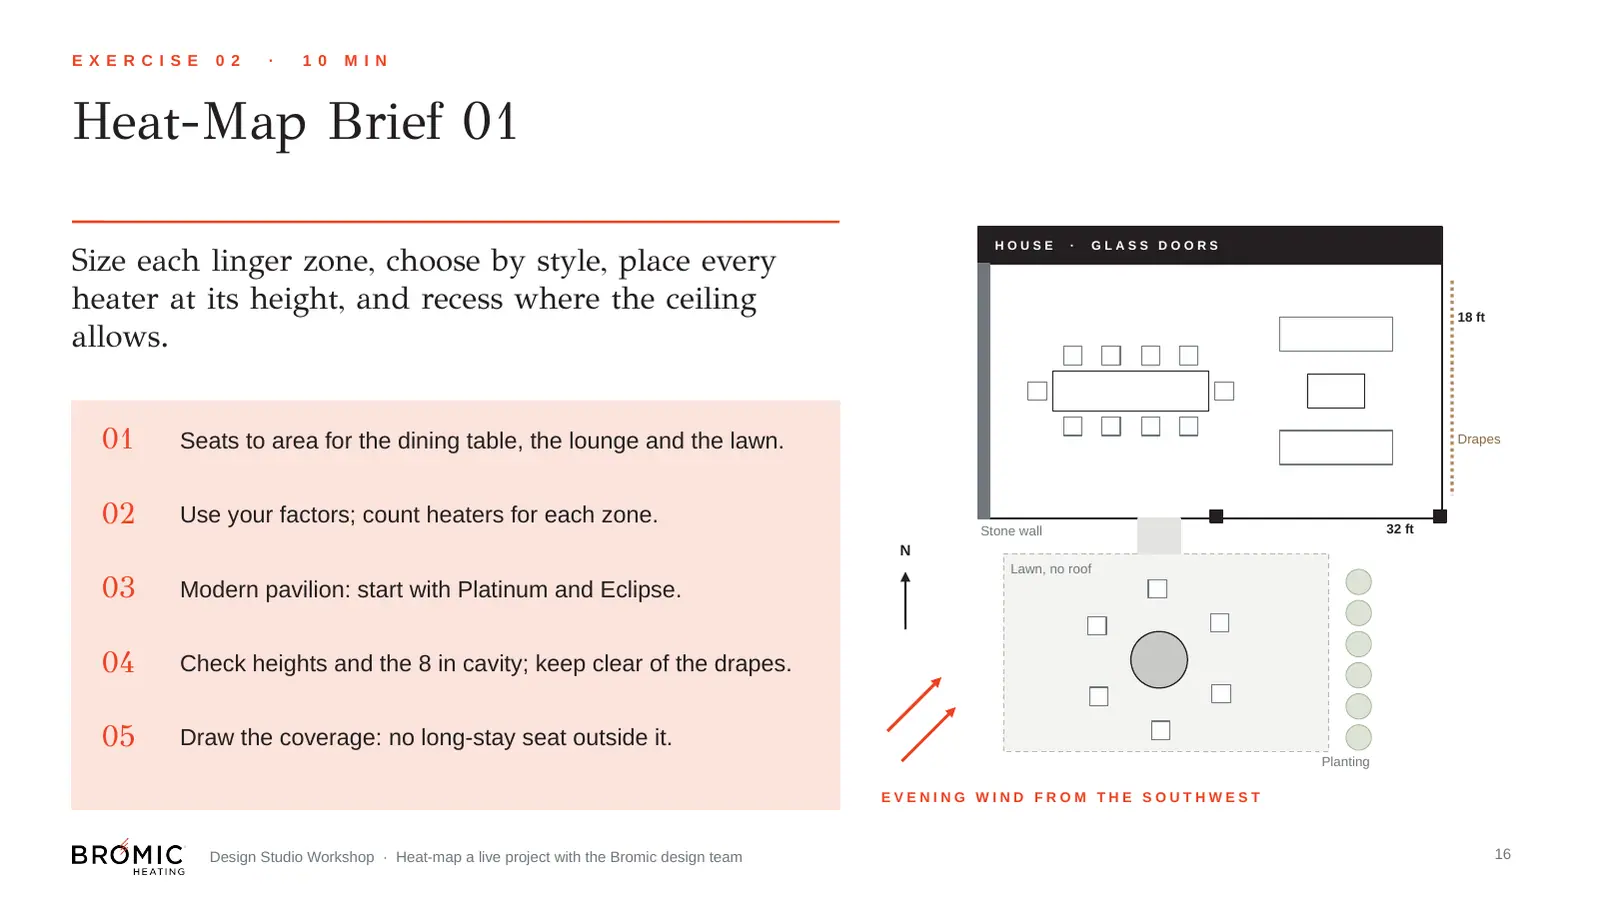 EXERCISE 02 · 10 MIN
Heat-Map Brief 01
Size each linger zone, choose by style, place every
heater at its height, and recess where the ceiling
allows.
01 Seats to area for the dining table, the lounge and the lawn.
02 Use your factors; count heaters for each zone.
03 Modern pavilion: start with Platinum and Eclipse.
04 Check heights and the 8 in cavity; keep clear of the drapes.
05 Draw the coverage: no long-stay seat outside it.
HOUSE · GLASS DOORS
18 ft
Drapes
Stone wall
32 ft
N
Lawn, no roof
Planting
EVENING WIND FROM THE SOUTHWEST
BROMIC
HEATING
Design Studio Workshop · Heat-map a live project with the Bromic design team
16